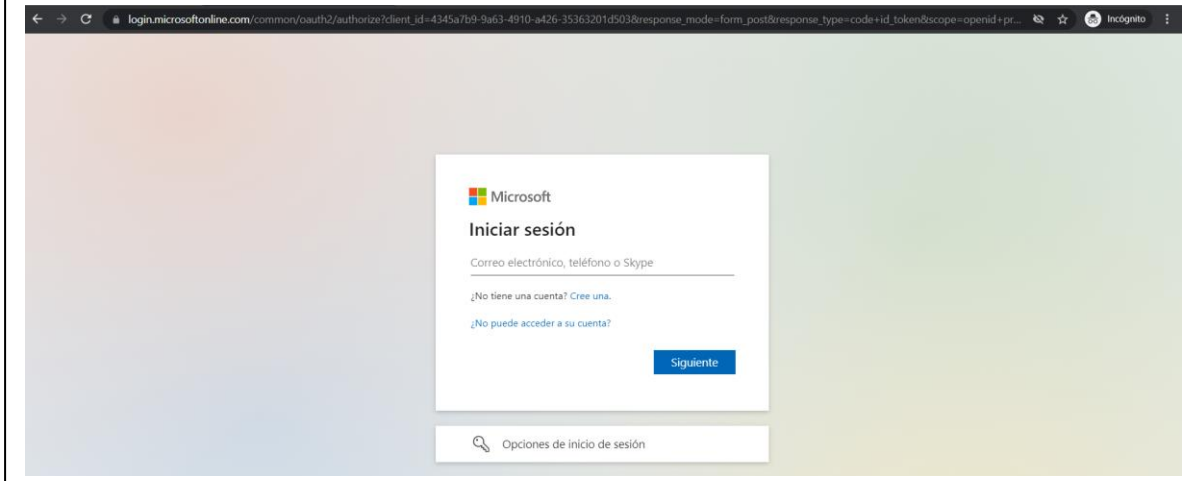 login.microsoftonline.com/common/oauth2/authorize?client_id=4345a7b9-9a63-4910-a426-35363201d503&response_mode=form_post&response_type=code+id_token&scope=openid+pr...
Incógnito
Microsoft
Iniciar sesión
Correo electrónico, teléfono o Skype
¿No tiene una cuenta? Cree una.
¿No puede acceder a su cuenta?
Siguiente
Opciones de inicio de sesión